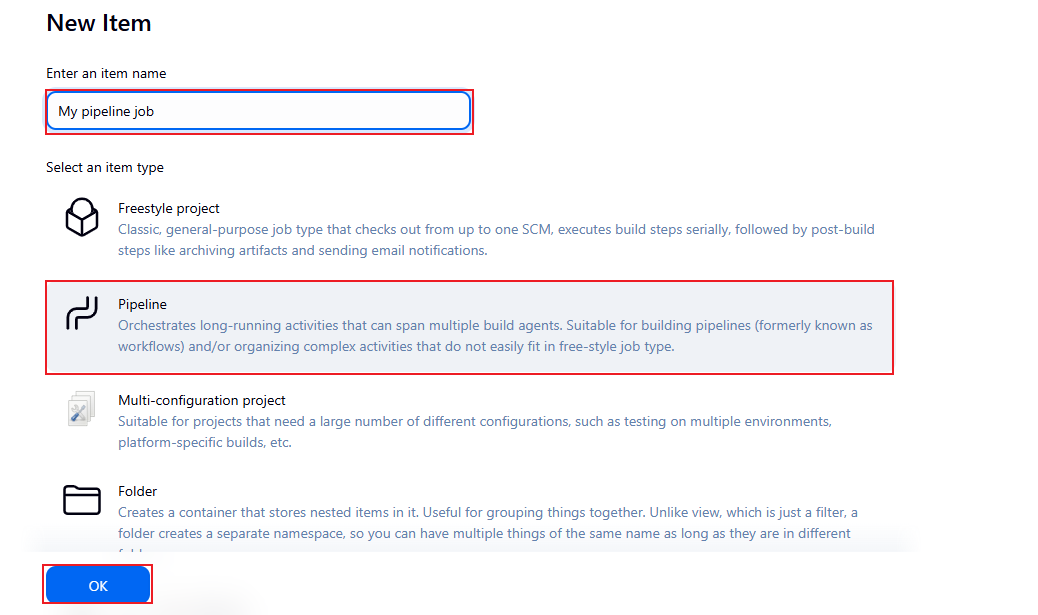 New Item
Enter an item name
My pipeline job
Select an item type
Freestyle project
Classic, general-purpose job type that checks out from up to one SCM, executes build steps serially, followed by post-build
steps like archiving artifacts and sending email notifications.
Pipeline
Orchestrates long-running activities that can span multiple build agents. Suitable for building pipelines (formerly known as
workflows) and/or organizing complex activities that do not easily fit in free-style job type.
Multi-configuration project
Suitable for projects that need a large number of different configurations, such as testing on multiple environments,
platform-specific builds, etc.
Folder
Creates a container that stores nested items in it. Useful for grouping things together. Unlike view, which is just a filter, a
folder creates a separate namespace, so you can have multiple things of the same name as long as they are in different
OK